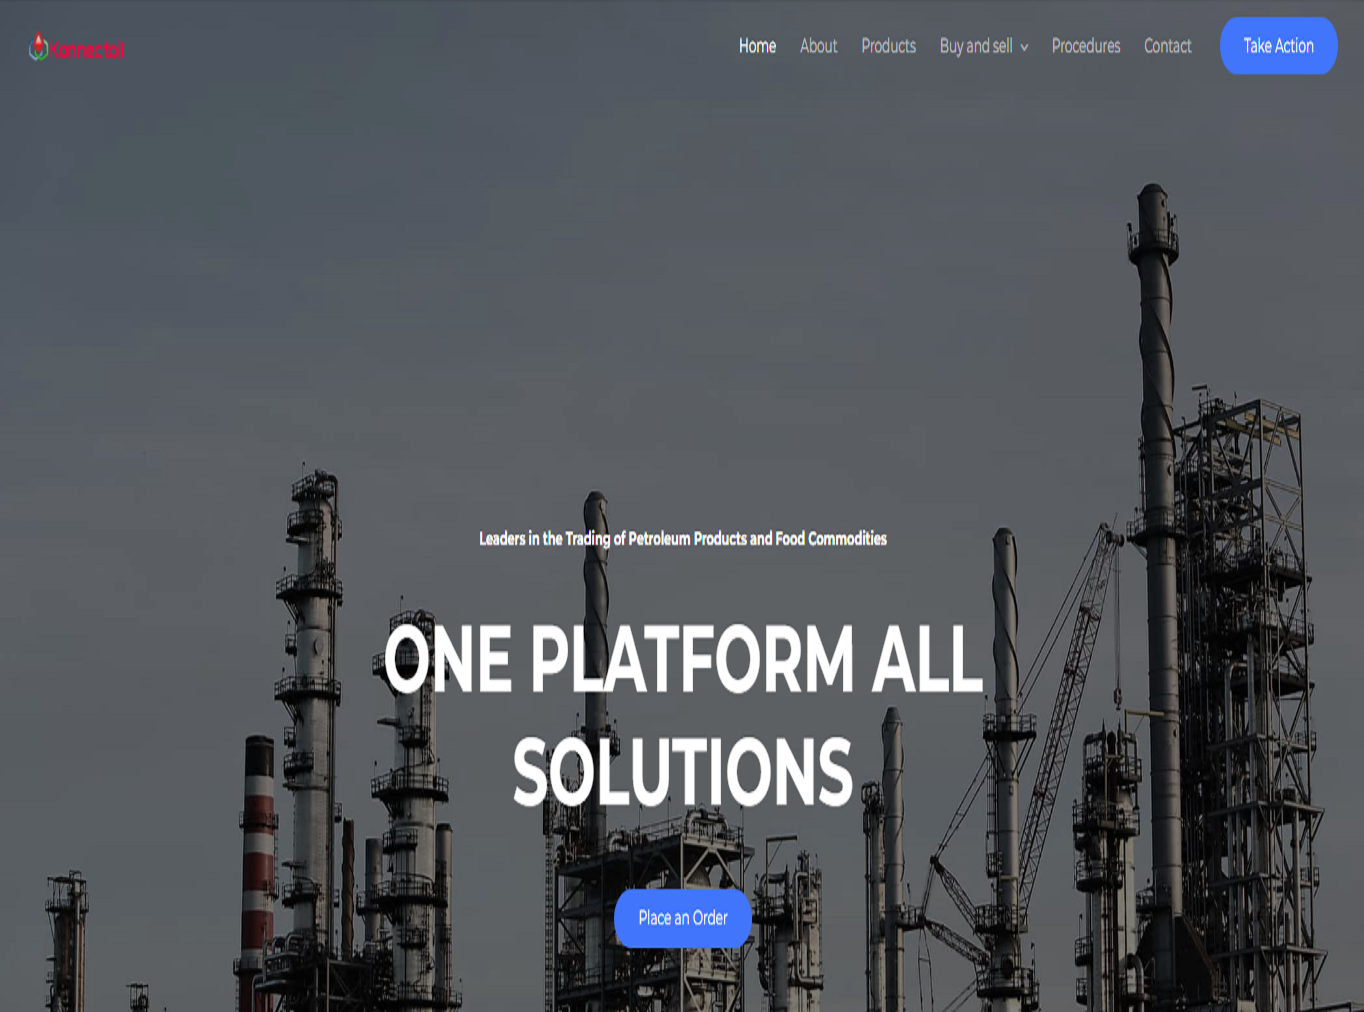 Konnectoil
Home About Products Buy and sell Procedures Contact Take Action
Leaders in the Trading of Petroleum Products and Food Commodities
ONE PLATFORM ALL
SOLUTIONS
Place an Order